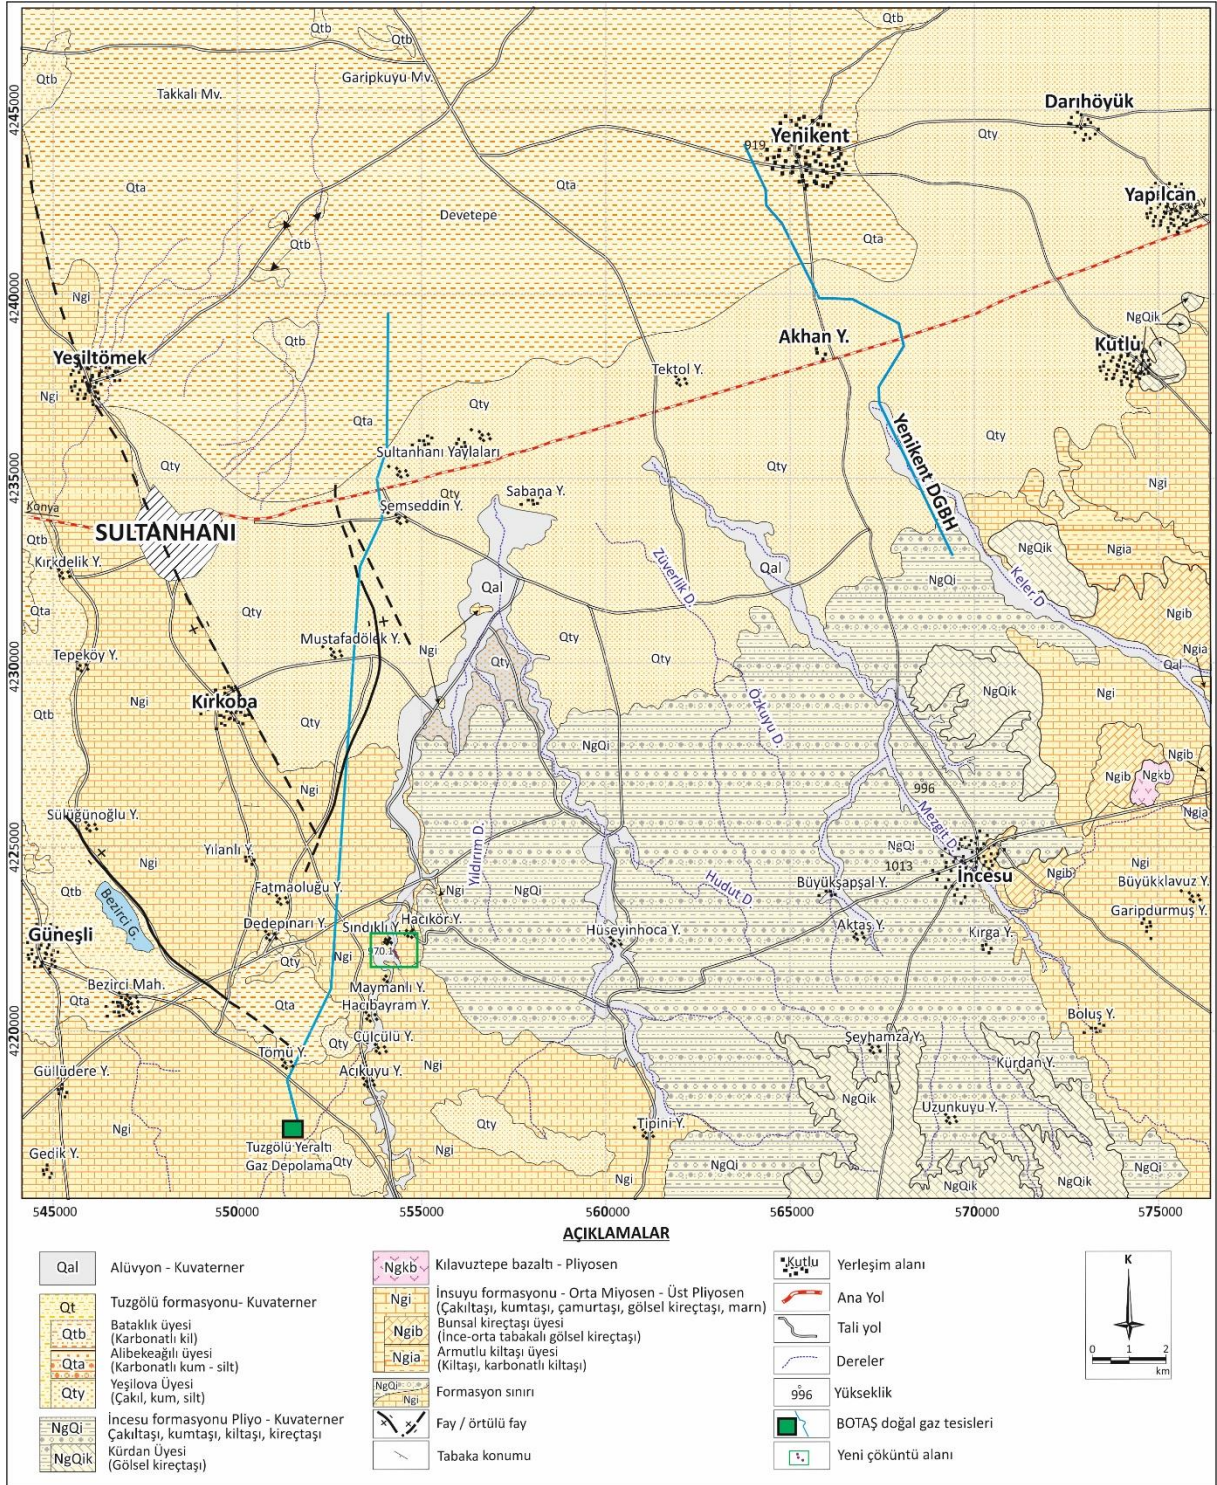 Qtb
Qtb
Qtb
Garipkuyu Mv.
Takkalı Mv.
4245000
Darıhöyük
Yenikent
919
Qty
Qta
Qta
Yapılcan
Devetepe
Qtb
Qta
4240000
Ngi
NgQik
Qtb
Akhan Y.
Kutlu
Yeşiltömek
Tektol Y.
Ngi
Qty
Qta
Yenikent DGBH
Qty
Sultanhanı Yaylaları
Qty
Qty
4235000
Qty
Sabana Y.
Ngi
Konya
Şemseddin Y.
SULTANHANI
Qtb
NgQik
Ngia
Kırkdelik Y.
Züverlik D.
Qal
NgQi
Keler D
Qal
Qta
Qty
Ngib
Mustafadölek Y.
Ngi
Qty
Ngia
Tepeköy Y.
Qty
Qty
Qal
4230000
NgQik
Ngi
Qtb
Kırkoba
Özkuyu D.
Qty
NgQi
Ngib
Ngib
Ngkb
Ngi
996
Sülüğünoğlu Y.
Mezgit D.
Ngia
4225000
Yıldırım D.
NgQi
Ngi
Yılanlı Y.
1013
İncesu
Ngi
Qtb
Fatmaoluğu Y.
Ngi
NgQi
Hudut D.
Büyükşapşal Y.
Ngib
Büyükklavuz Y.
Bezirci G.
Dedepınarı Y.
Hacıkör Y.
Sındıklı Y.
Garipdurmuş Y.
Güneşli
Hüseyinhoca Y.
Aktaş Y.
Kırga Y.
970.1
Ngi
Qty
Bezirci Mah.
Maymanlı Y.
Qta
Qta
Hacıbayram Y.
Boluş Y.
4220000
Qty
Cülcülü Y.
Şeyhamza Y.
Tömü Y.
Ngi
Kürdan Y.
Güllüdere Y.
Acıkuyu Y.
NgQik
Uzunkuyu Y.
Ngi
Qty
Tipini Y.
Tuzgölü Yeraltı
Gaz Depolama
Gedik Y.
Qty
Ngi
Ngi
NgQi
NgQi
NgQik
NgQik
545000 550000 555000 560000 565000 570000 575000
AÇIKLAMALAR
Qal Alüvyon - Kuvaterner
Qt Tuzgölü formasyonu- Kuvaterner
Qtb Bataklık üyesi
(Karbonatlı kil)
Qta Alibekeağılı üyesi
(Karbonatlı kum - silt)
Qty Yeşilova Üyesi
(Çakıl, kum, silt)
NgQi İncesu formasyonu Pliyo - Kuvaterner
Çakıltaşı, kumtaşı, kiltaşı, kireçtaşı
NgQik Kürdan Üyesi
(Gölsel kireçtaşı)
Ngkb Kılavuztepe bazaltı - Pliyosen
Ngi İnsuyu formasyonu - Orta Miyosen - Üst Pliyosen
(Çakıltaşı, kumtaşı, çamurtaşı, gölsel kireçtaşı, marn)
Ngib Bunsal kireçtaşı üyesi
(İnce-orta tabakalı gölsel kireçtaşı)
Ngia Armutlu kiltaşı üyesi
(Kiltaşı, karbonatlı kiltaşı)
NgQi
Ngi
Formasyon sınırı
Fay / örtülü fay
Tabaka konumu
Kutlu Yerleşim alanı
Ana Yol
Tali yol
Dereler
996 Yükseklik
BOTAŞ doğal gaz tesisleri
Yeni çöküntü alanı
K
0 1 2
km